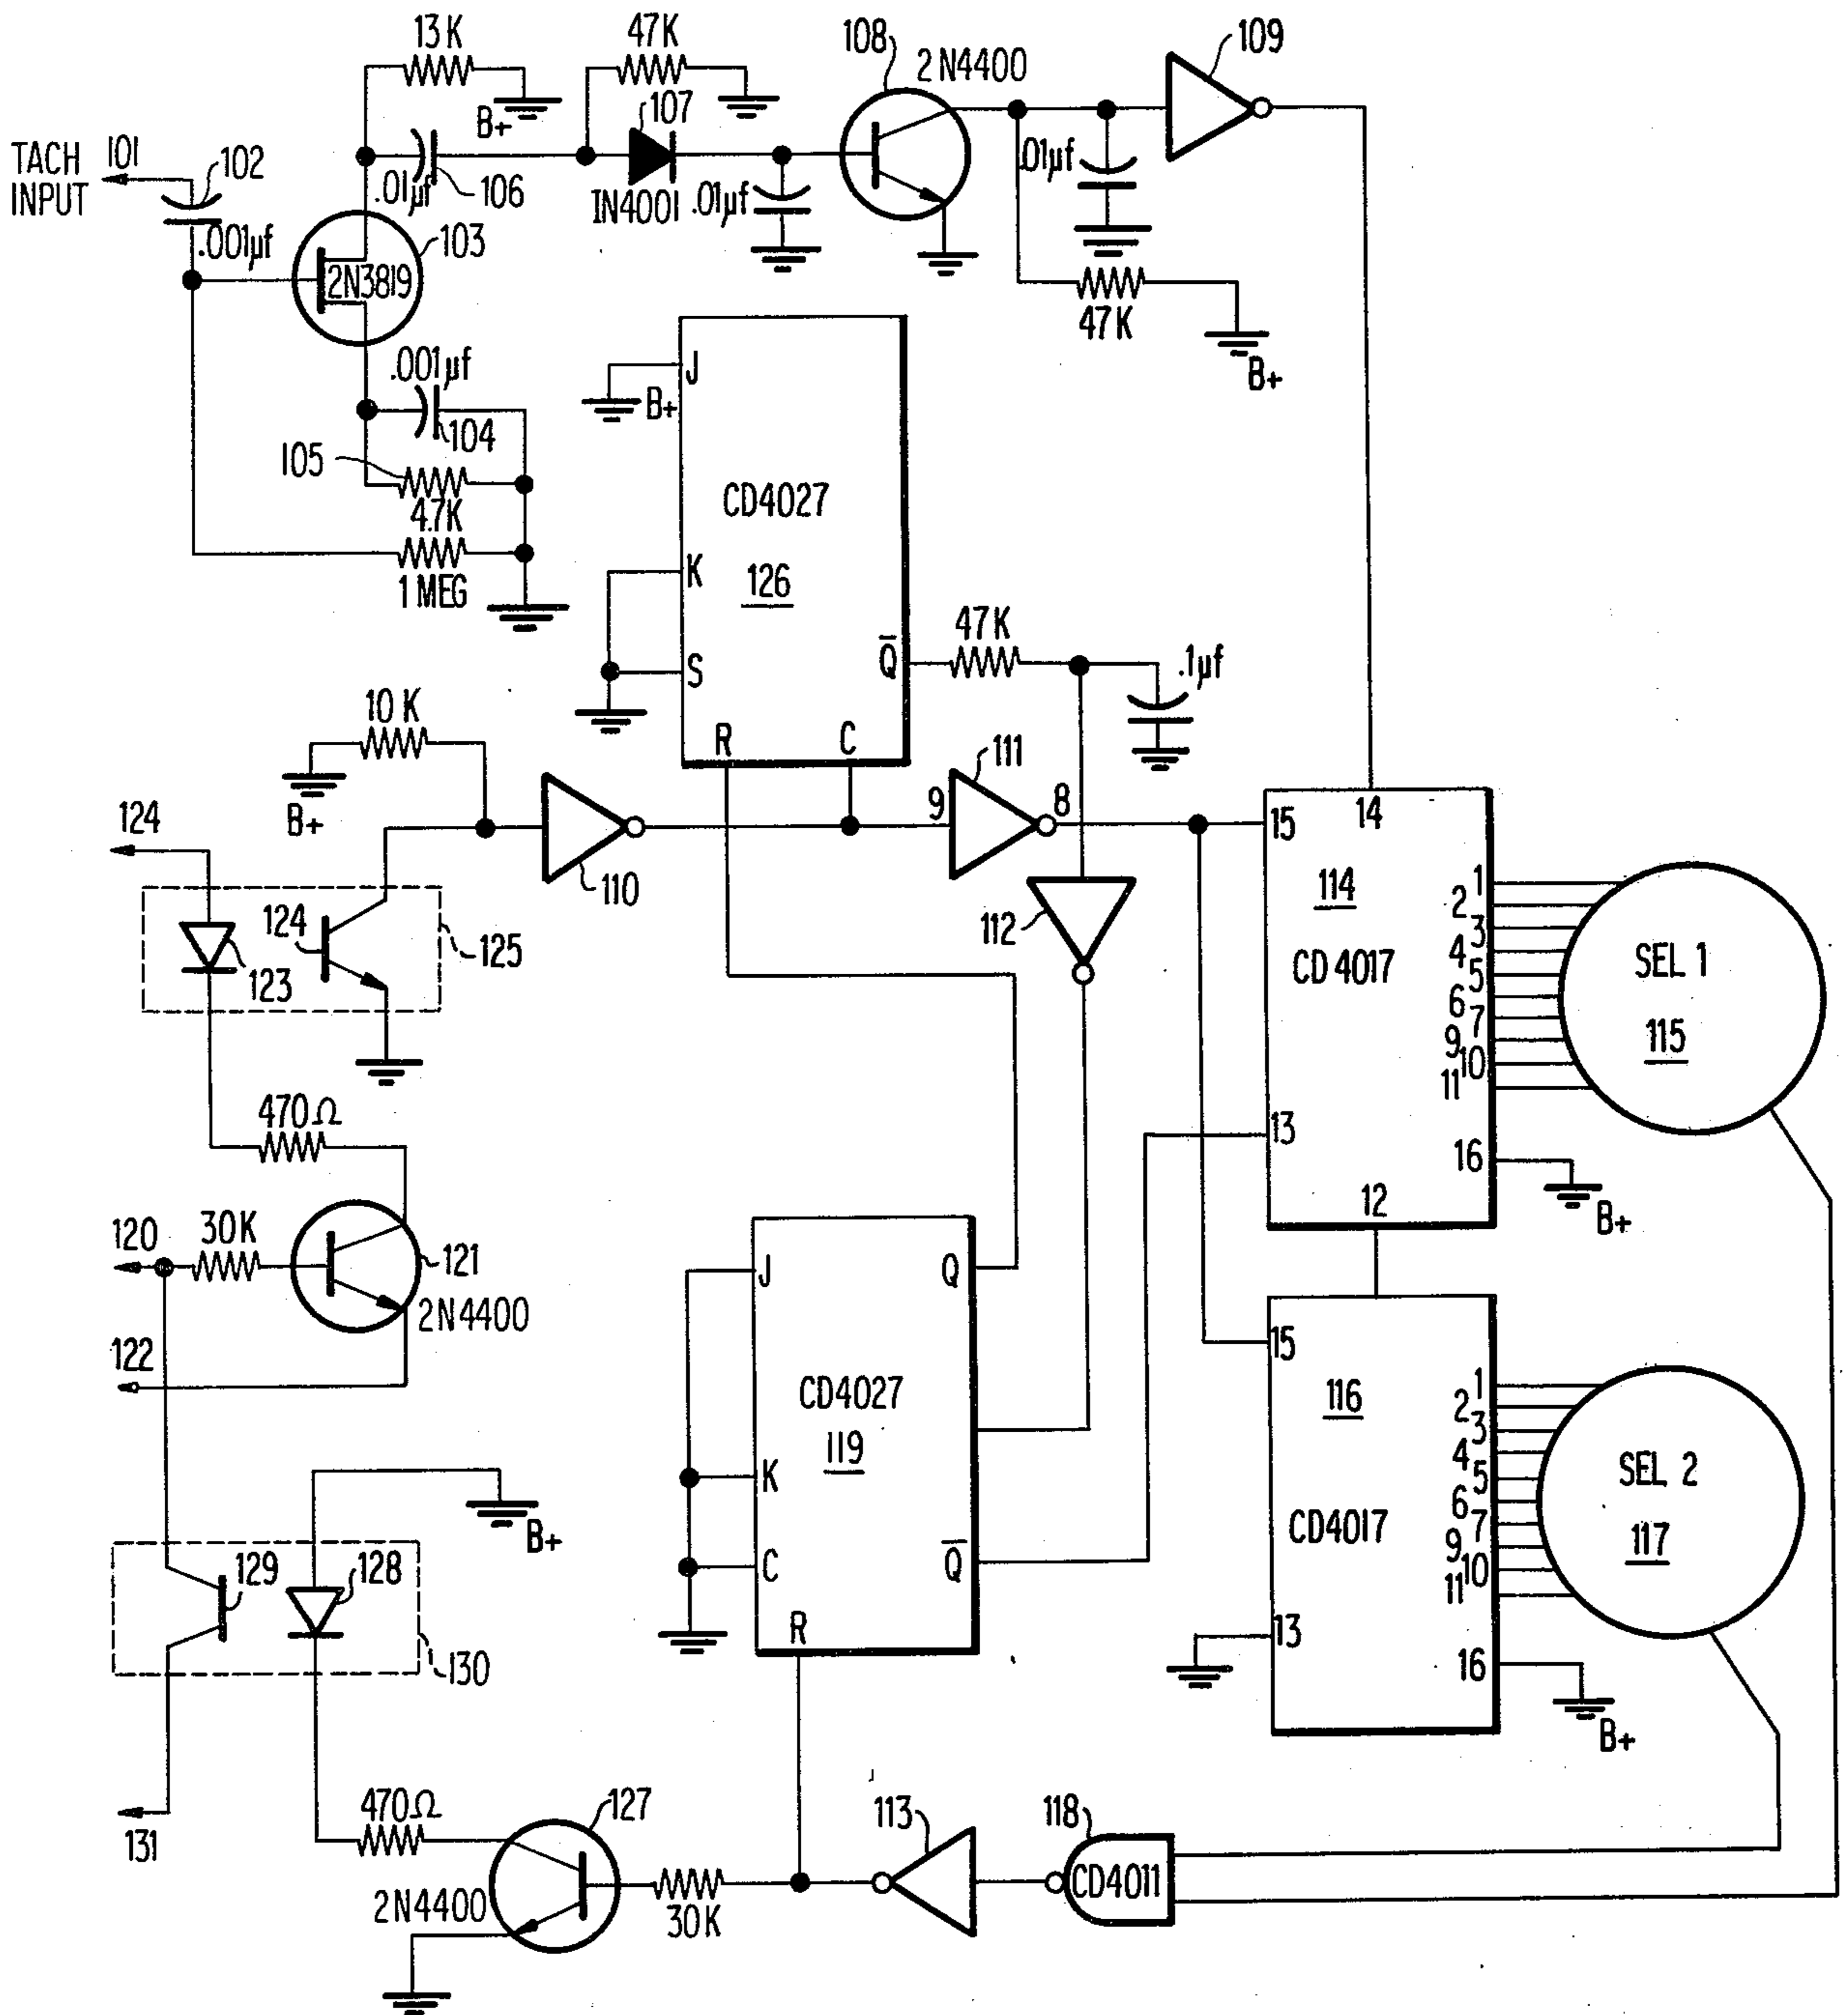 13K
47K
108
2N4400
109
107
B+
TACH INPUT
101
102
.001µf
.01µf
106
IN4001
.01µf
.01µf
103
2N3819
47K
B+
.001µf
104
105
4.7K
1 MEG
J
B+
CD4027
126
K
S
Q̅
R
C
47K
.1µf
10 K
B+
110
9
111
8
112
124
124
123
125
15
14
114
CD4017
1
2
3
4
5
6
7
9
10
11
13
16
B+
12
SEL 1
115
470Ω
120
30K
121
2N4400
122
J
Q
CD4027
119
K
C
Q̅
R
15
116
CD4017
1
2
3
4
5
6
7
9
10
11
13
16
B+
SEL 2
117
B+
129
128
130
131
470Ω
127
2N4400
30K
113
118
CD4011